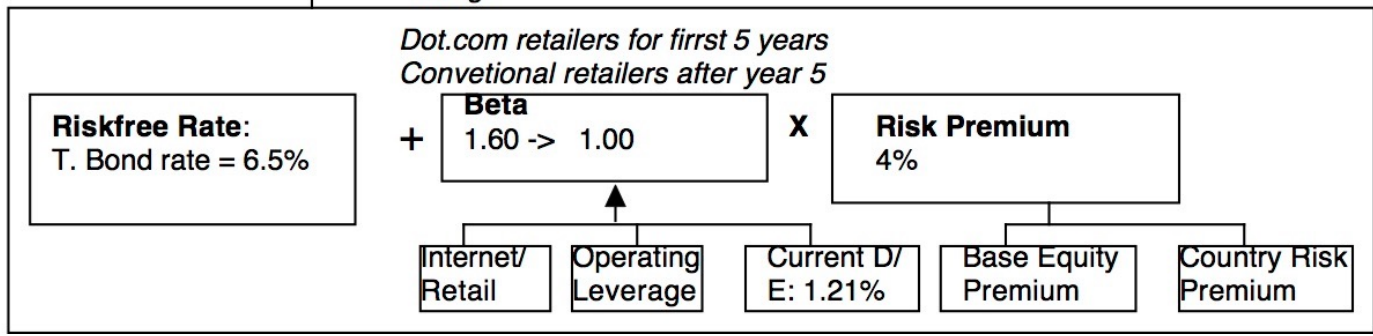 Dot.com retailers for firrst 5 years
Convetional retailers after year 5
Riskfree Rate:
T. Bond rate = 6.5%
+
Beta
1.60 -> 1.00
X
Risk Premium
4%
Internet/
Retail
Operating
Leverage
Current D/
E: 1.21%
Base Equity
Premium
Country Risk
Premium